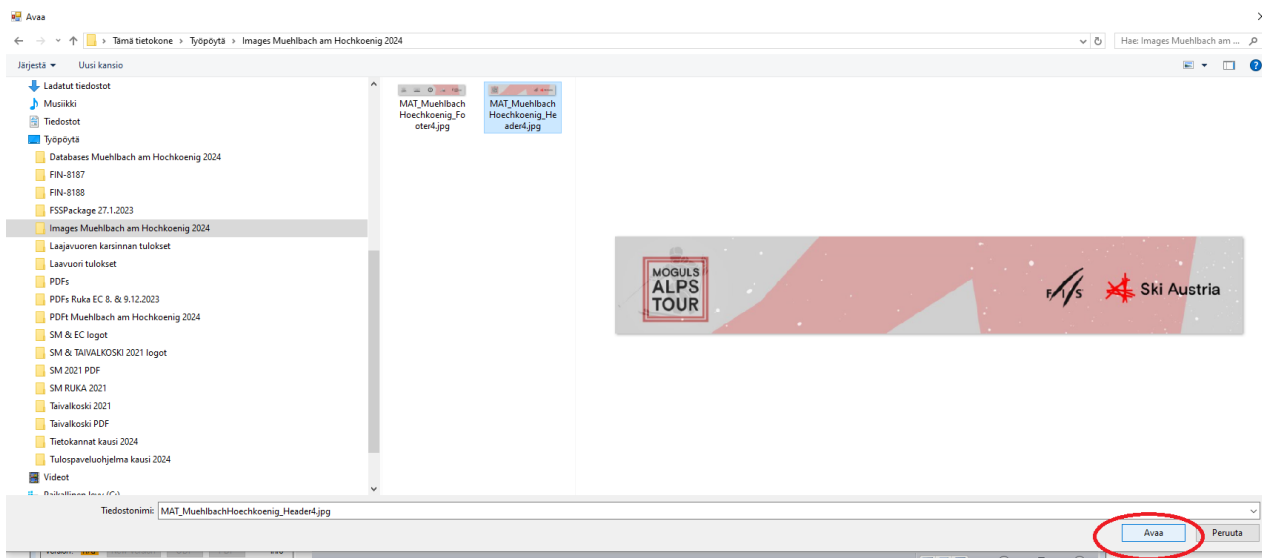 Avaa
Tämä tietokone › Työpöytä › Images Muehlbach am Hochkoenig 2024
Hae: Images Muehlbach am ...
Järjestä
Uusi kansio
Ladatut tiedostot
Musiikki
Tiedostot
Työpöytä
Databases Muehlbach am Hochkoenig 2024
FIN-8187
FIN-8188
FSSPackage 27.1.2023
Images Muehlbach am Hochkoenig 2024
Laajavuoren karsinnan tulokset
Laavuori tulokset
PDFs
PDFs Ruka EC 8. & 9.12.2023
PDFt Muehlbach am Hochkoenig 2024
SM & EC logot
SM & TAIVALKOSKI 2021 logot
SM 2021 PDF
SM RUKA 2021
Taivalkoski 2021
Taivalkoski PDF
Tietokannat kausi 2024
Tulospaveluohjelma kausi 2024
Videot
Paikallinen levy (C:)
MAT_Muehlbach
Hoechkoenig_Fo
oter4.jpg
MAT_Muehlbach
Hoechkoenig_He
ader4.jpg
MOGULS
ALPS
TOUR
F/I/S
Ski Austria
Tiedostonimi:
MAT_MuehlbachHoechkoenig_Header4.jpg
Avaa
Peruuta